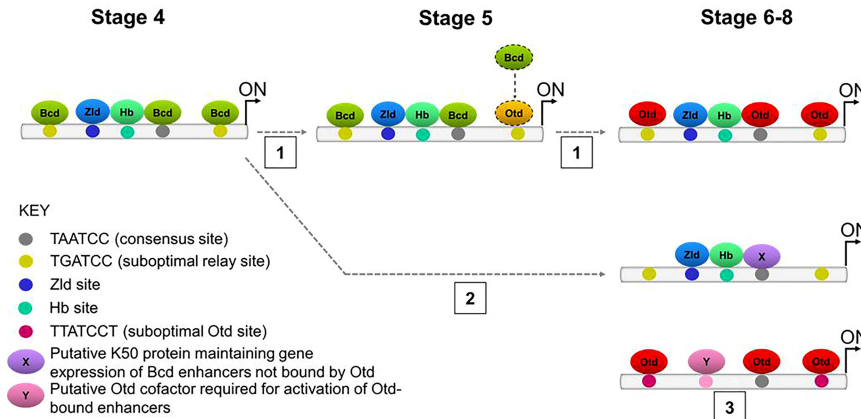 Stage 4 Stage 5 Stage 6-8
Bcd
ON ON ON
Bcd Zld Hb Bcd Bcd Bcd Zld Hb Bcd Otd Otd Zld Hb Otd Otd
1 1
KEY
TAATCC (consensus site)
TGATCC (suboptimal relay site)
Zld site
Hb site
TTATCCT (suboptimal Otd site)
X Putative K50 protein maintaining gene
expression of Bcd enhancers not bound by Otd
Y Putative Otd cofactor required for activation of Otd-
bound enhancers
ON
Zld Hb X
2
ON
Otd Y Otd Otd
3